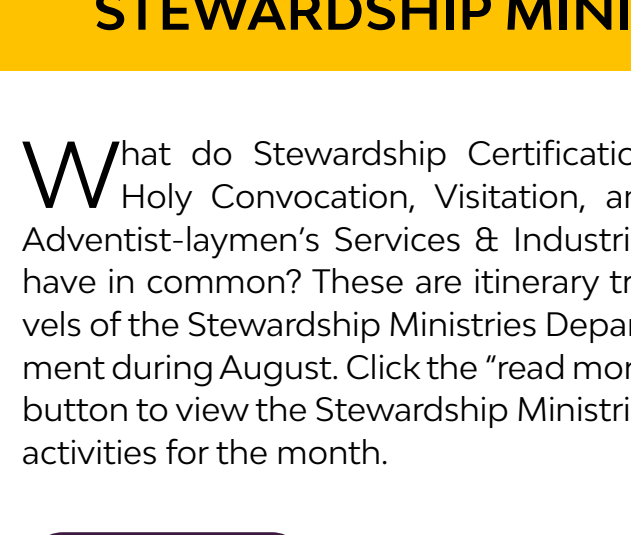 STEWARDSHIP MINI
What do Stewardship Certificatio
Holy Convocation, Visitation, an
Adventist-laymen's Services & Industri
have in common? These are itinerary tr
vels of the Stewardship Ministries Depar
ment during August. Click the "read mor
button to view the Stewardship Ministri
activities for the month.